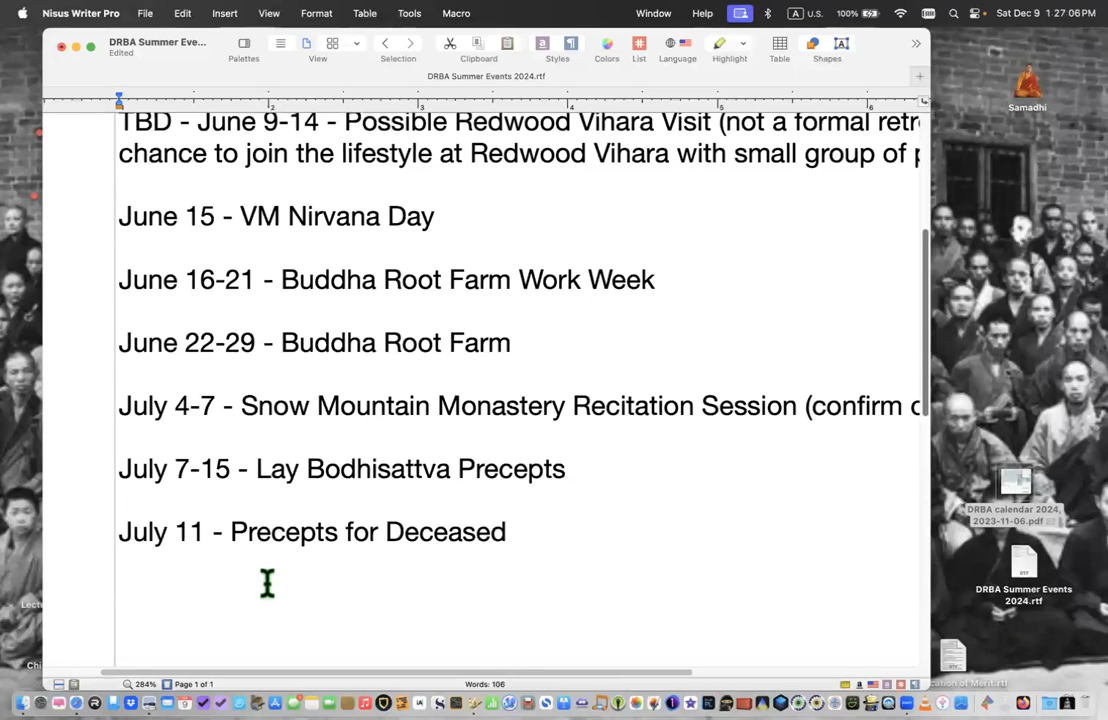 Nisus Writer Pro File Edit Insert View Format Table Tools Macro Window Help U.S. 100% Sat Dec 9 1:27:06 PM
DRBA Summer Eve...
Edited
Palettes View Selection Clipboard Styles Colors List Language Highlight Table Shapes
DRBA Summer Events 2024.rtf
2 3 4 5 6
TBD - June 9-14 - Possible Redwood Vihara Visit (not a formal
chance to join the lifestyle at Redwood Vihara with small group of
June 15 - VM Nirvana Day
June 16-21 - Buddha Root Farm Work Week
June 22-29 - Buddha Root Farm
July 4-7 - Snow Mountain Monastery Recitation Session (confirm
July 7-15 - Lay Bodhisattva Precepts
July 11 - Precepts for Deceased
284% Page 1 of 1 Words: 106
Samadhi
DRBA calendar 2024,
2023-11-06.pdf
RTF
DRBA Summer Events
2024.rtf